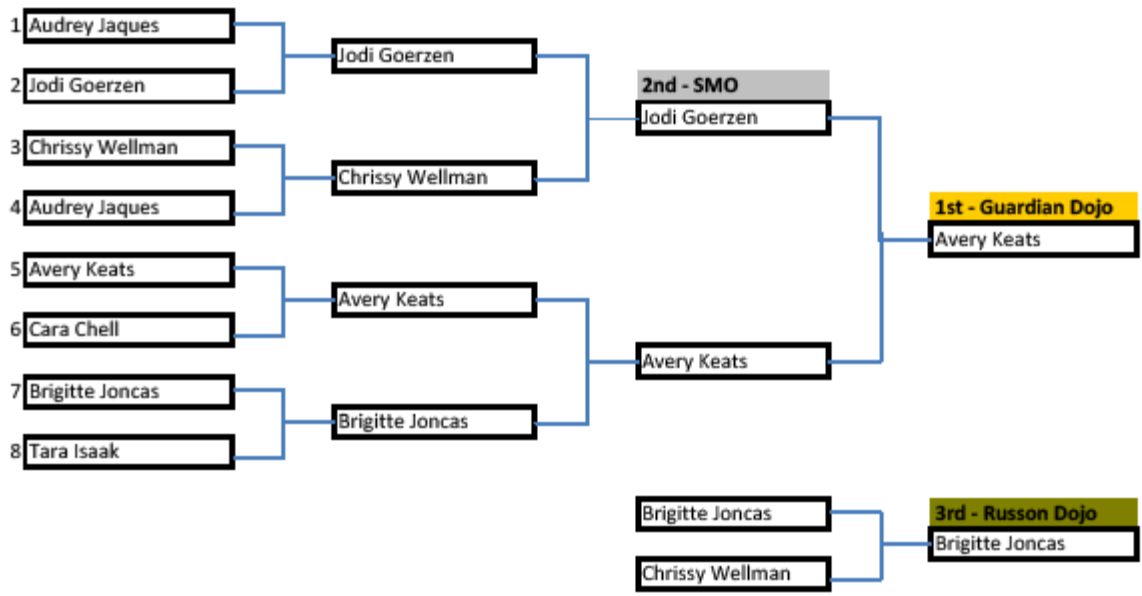 1 Audrey Jaques
2 Jodi Goerzen
3 Chrissy Wellman
4 Audrey Jaques
5 Avery Keats
6 Cara Chell
7 Brigitte Joncas
8 Tara Isaak
Jodi Goerzen
Chrissy Wellman
Avery Keats
Brigitte Joncas
2nd - SMO
Jodi Goerzen
Avery Keats
1st - Guardian Dojo
Avery Keats
Brigitte Joncas
Chrissy Wellman
3rd - Russon Dojo
Brigitte Joncas